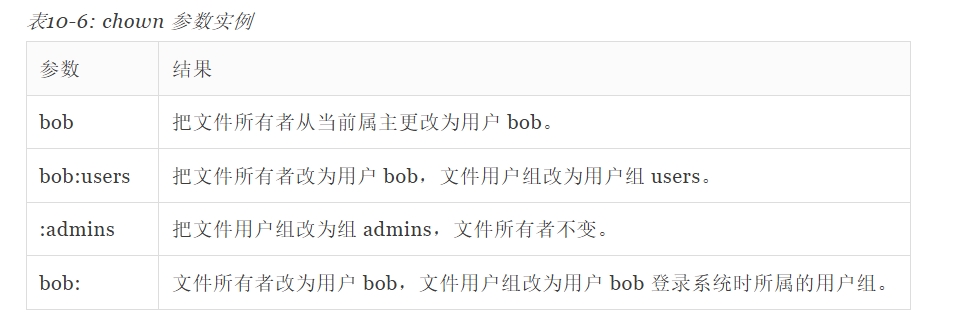 表10-6: chown 参数实例
参数 结果
bob 把文件所有者从当前属主更改为用户 bob。
bob:users 把文件所有者改为用户 bob，文件用户组改为用户组 users。
:admins 把文件用户组改为组 admins，文件所有者不变。
bob: 文件所有者改为用户 bob，文件用户组改为用户 bob 登录系统时所属的用户组。